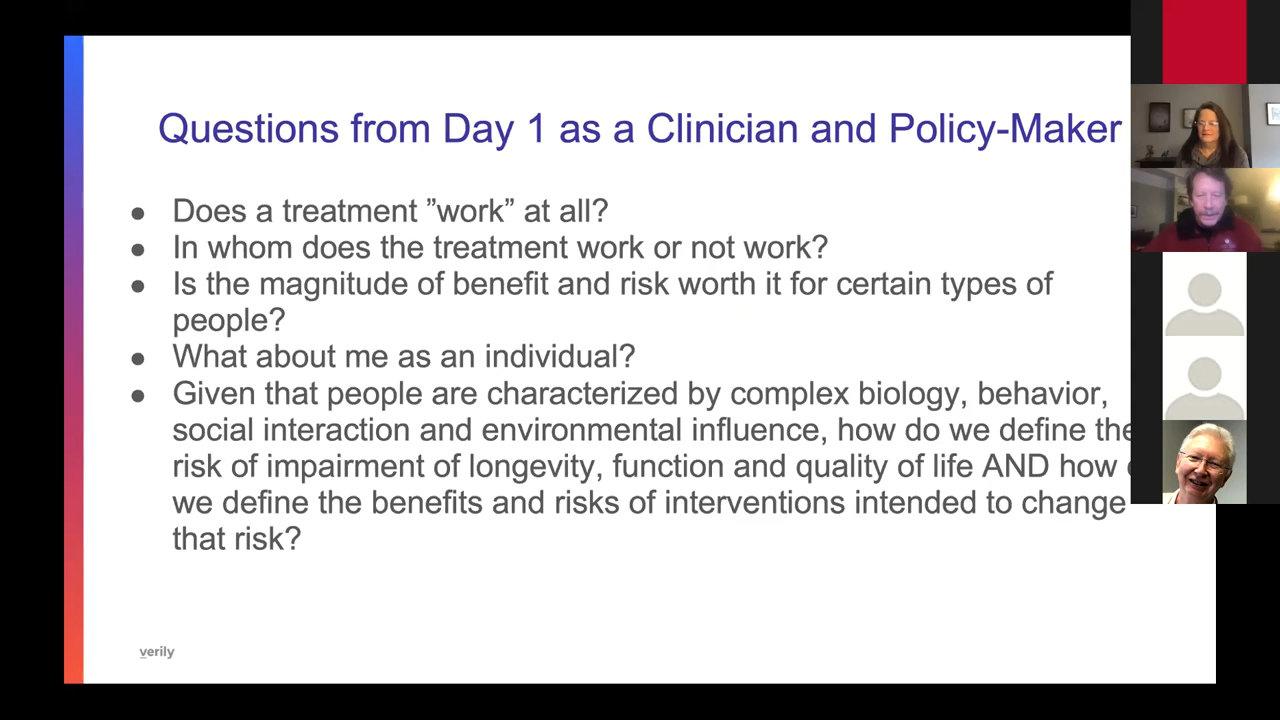 Questions from Day 1 as a Clinician and Policy-Maker
● Does a treatment ”work” at all?
● In whom does the treatment work or not work?
● Is the magnitude of benefit and risk worth it for certain types of
people?
● What about me as an individual?
● Given that people are characterized by complex biology, behavior,
social interaction and environmental influence, how do we define the
risk of impairment of longevity, function and quality of life AND how
we define the benefits and risks of interventions intended to change
that risk?
verily